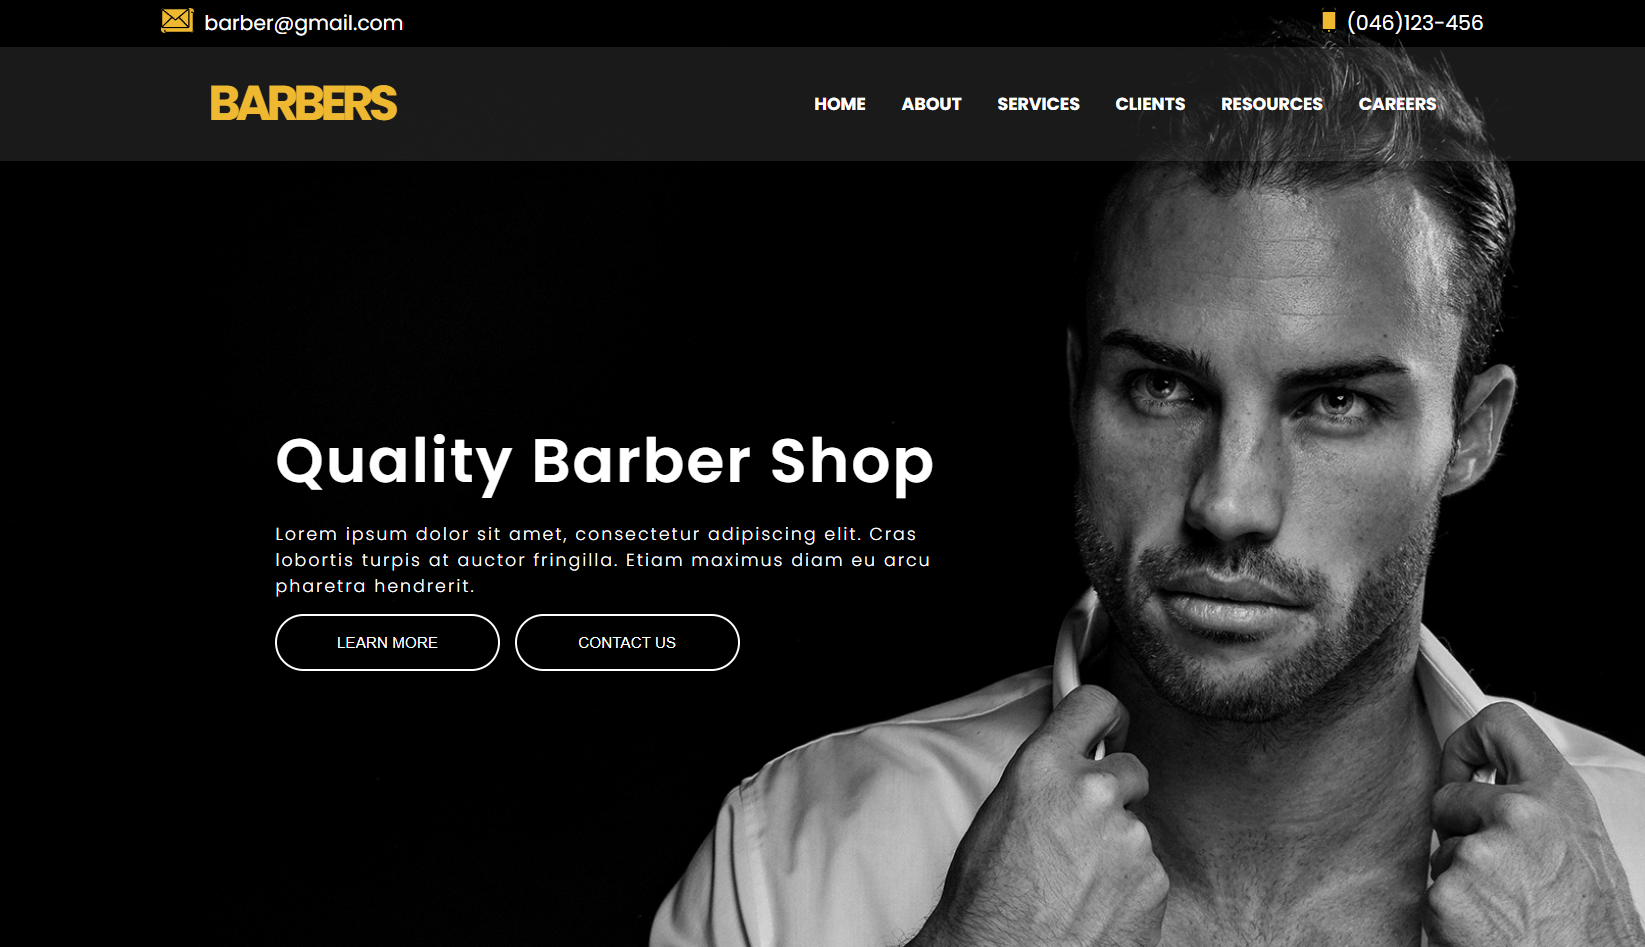 barber@gmail.com
(046)123-456
BARBERS
HOME ABOUT SERVICES CLIENTS RESOURCES CAREERS
Quality Barber Shop
Lorem ipsum dolor sit amet, consectetur adipiscing elit. Cras
lobortis turpis at auctor fringilla. Etiam maximus diam eu arcu
pharetra hendrerit.
LEARN MORE
CONTACT US